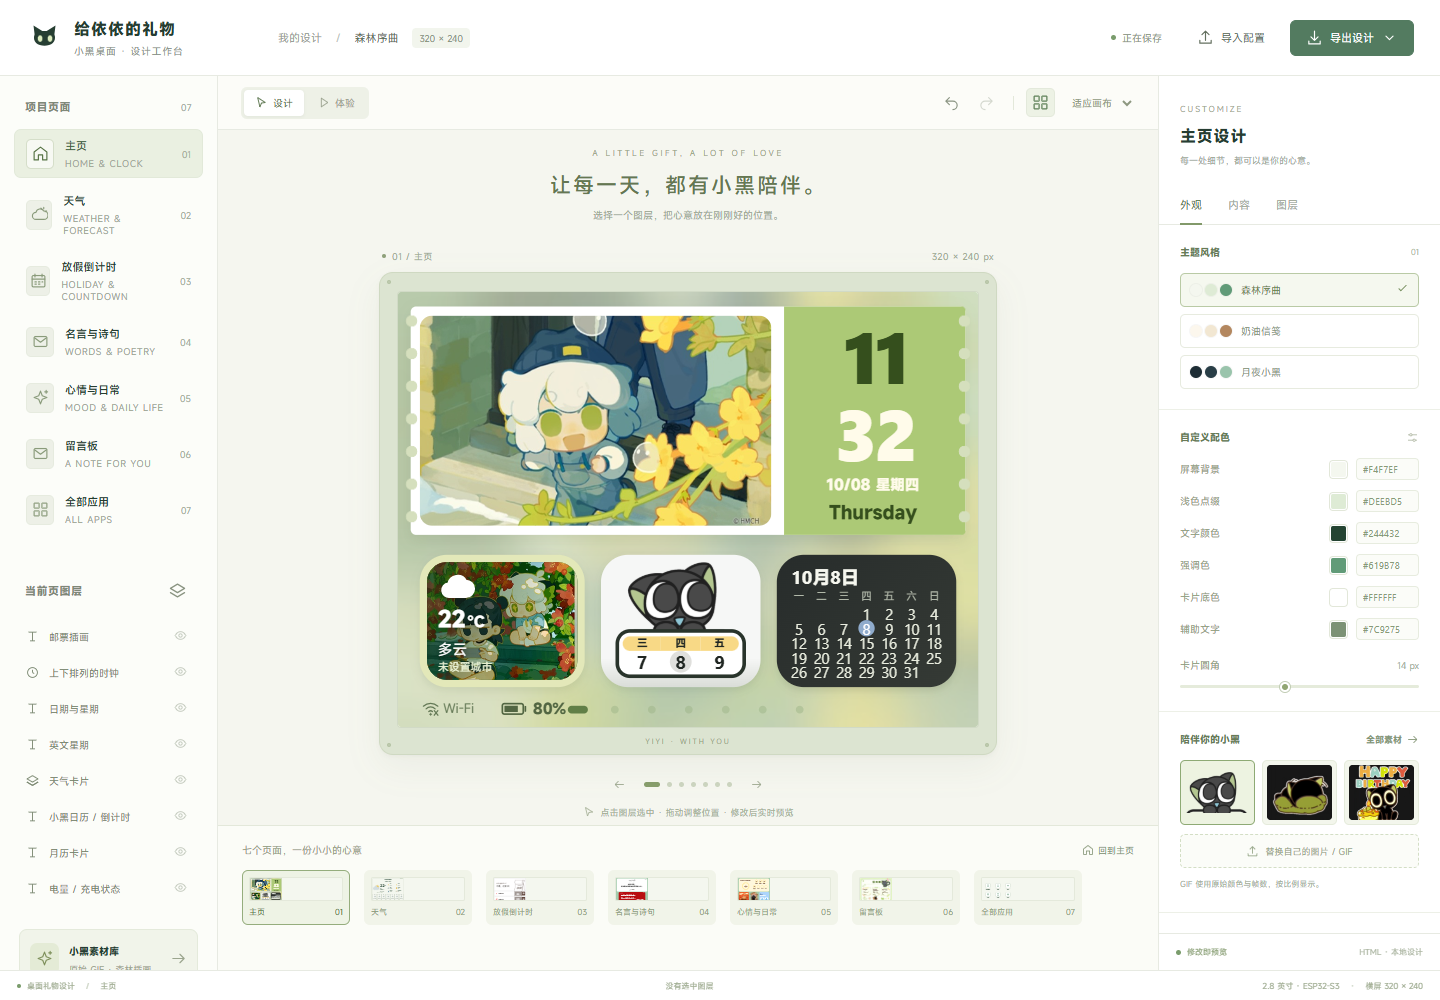 给依依的礼物
小黑桌面 · 设计工作台
我的设计 / 森林序曲 320 × 240
正在保存
导入配置
导出设计
项目页面 07
主页
HOME & CLOCK
01
天气
WEATHER &
FORECAST
02
放假倒计时
HOLIDAY &
COUNTDOWN
03
名言与诗句
WORDS & POETRY
04
心情与日常
MOOD & DAILY LIFE
05
留言板
A NOTE FOR YOU
06
全部应用
ALL APPS
07
当前页图层
邮票插画
上下排列的时钟
日期与星期
英文星期
天气卡片
小黑日历 / 倒计时
月历卡片
电量 / 充电状态
小黑素材库
原始 GIF · 森林插画
设计
体验
适应画布
A LITTLE GIFT, A LOT OF LOVE
让每一天，都有小黑陪伴。
选择一个图层，把心意放在刚刚好的位置。
01 / 主页
320 × 240 px
© HMCH
11
32
10/08 星期四
Thursday
22°C
多云
未设置城市
三 四 五
7 8 9
10月8日
一 二 三 四 五 六 日
1 2 3 4
5 6 7 8 9 10 11
12 13 14 15 16 17 18
19 20 21 22 23 24 25
26 27 28 29 30 31
Wi-Fi
80%
YIYI · WITH YOU
点击图层选中 · 拖动调整位置 · 修改后实时预览
七个页面，一份小小的心意
回到主页
主页 01
天气 02
放假倒计时 03
名言与诗句 04
心情与日常 05
留言板 06
全部应用 07
CUSTOMIZE
主页设计
每一处细节，都可以是你的心意。
外观 内容 图层
主题风格 01
森林序曲
奶油信笺
月夜小黑
自定义配色
屏幕背景 #F4F7EF
浅色点缀 #DEEBD5
文字颜色 #244432
强调色 #619B78
卡片底色 #FFFFFF
辅助文字 #7C9275
卡片圆角 14 px
陪伴你的小黑 全部素材
HAPPY
BIRTHDAY
替换自己的图片 / GIF
GIF 使用原始颜色与帧数，按比例显示。
修改即预览
HTML · 本地设计
桌面礼物设计 / 主页
没有选中图层
2.8 英寸 · ESP32-S3 · 横屏 320 × 240